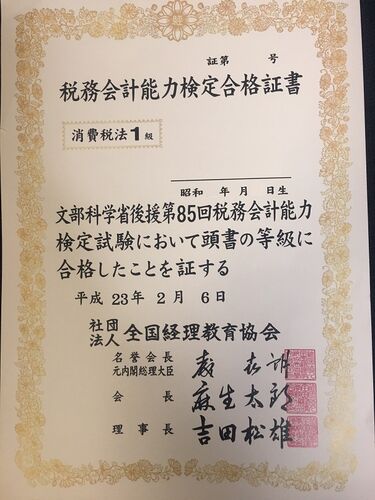 証第 号
税務会計能力検定合格証書
消費税法1級
昭和 年 月 日生
文部科学省後援第85回税務会計能力
検定試験において頭書の等級に
合格したことを証する
平成 23年 2月 6日
社団法人 全国経理教育協会
名誉会長
元内閣総理大臣
会長 麻生太郎
理事長 吉田松雄